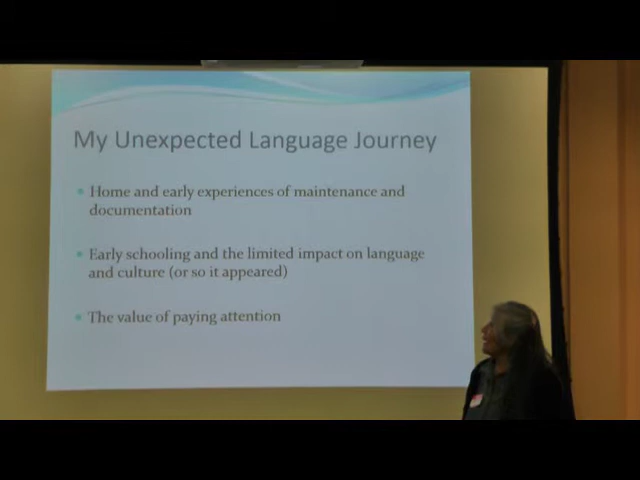 My Unexpected Language Journey
Home and early experiences of maintenance and
documentation
Early schooling and the limited impact on language
and culture (or so it appeared)
The value of paying attention